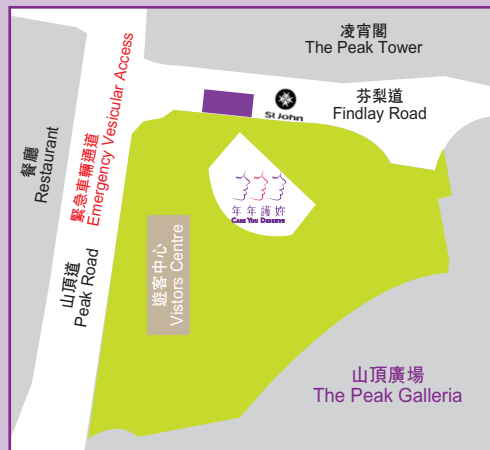 凌宵閣
The Peak Tower
芬梨道
Findlay Road
St John
餐廳
Restaurant
緊急車輛通道
Emergency Vesicular Access
山頂道
Peak Road
年年護妳
CARE YOU DESERVE
遊客中心
Vistors Centre
山頂廣場
The Peak Galleria